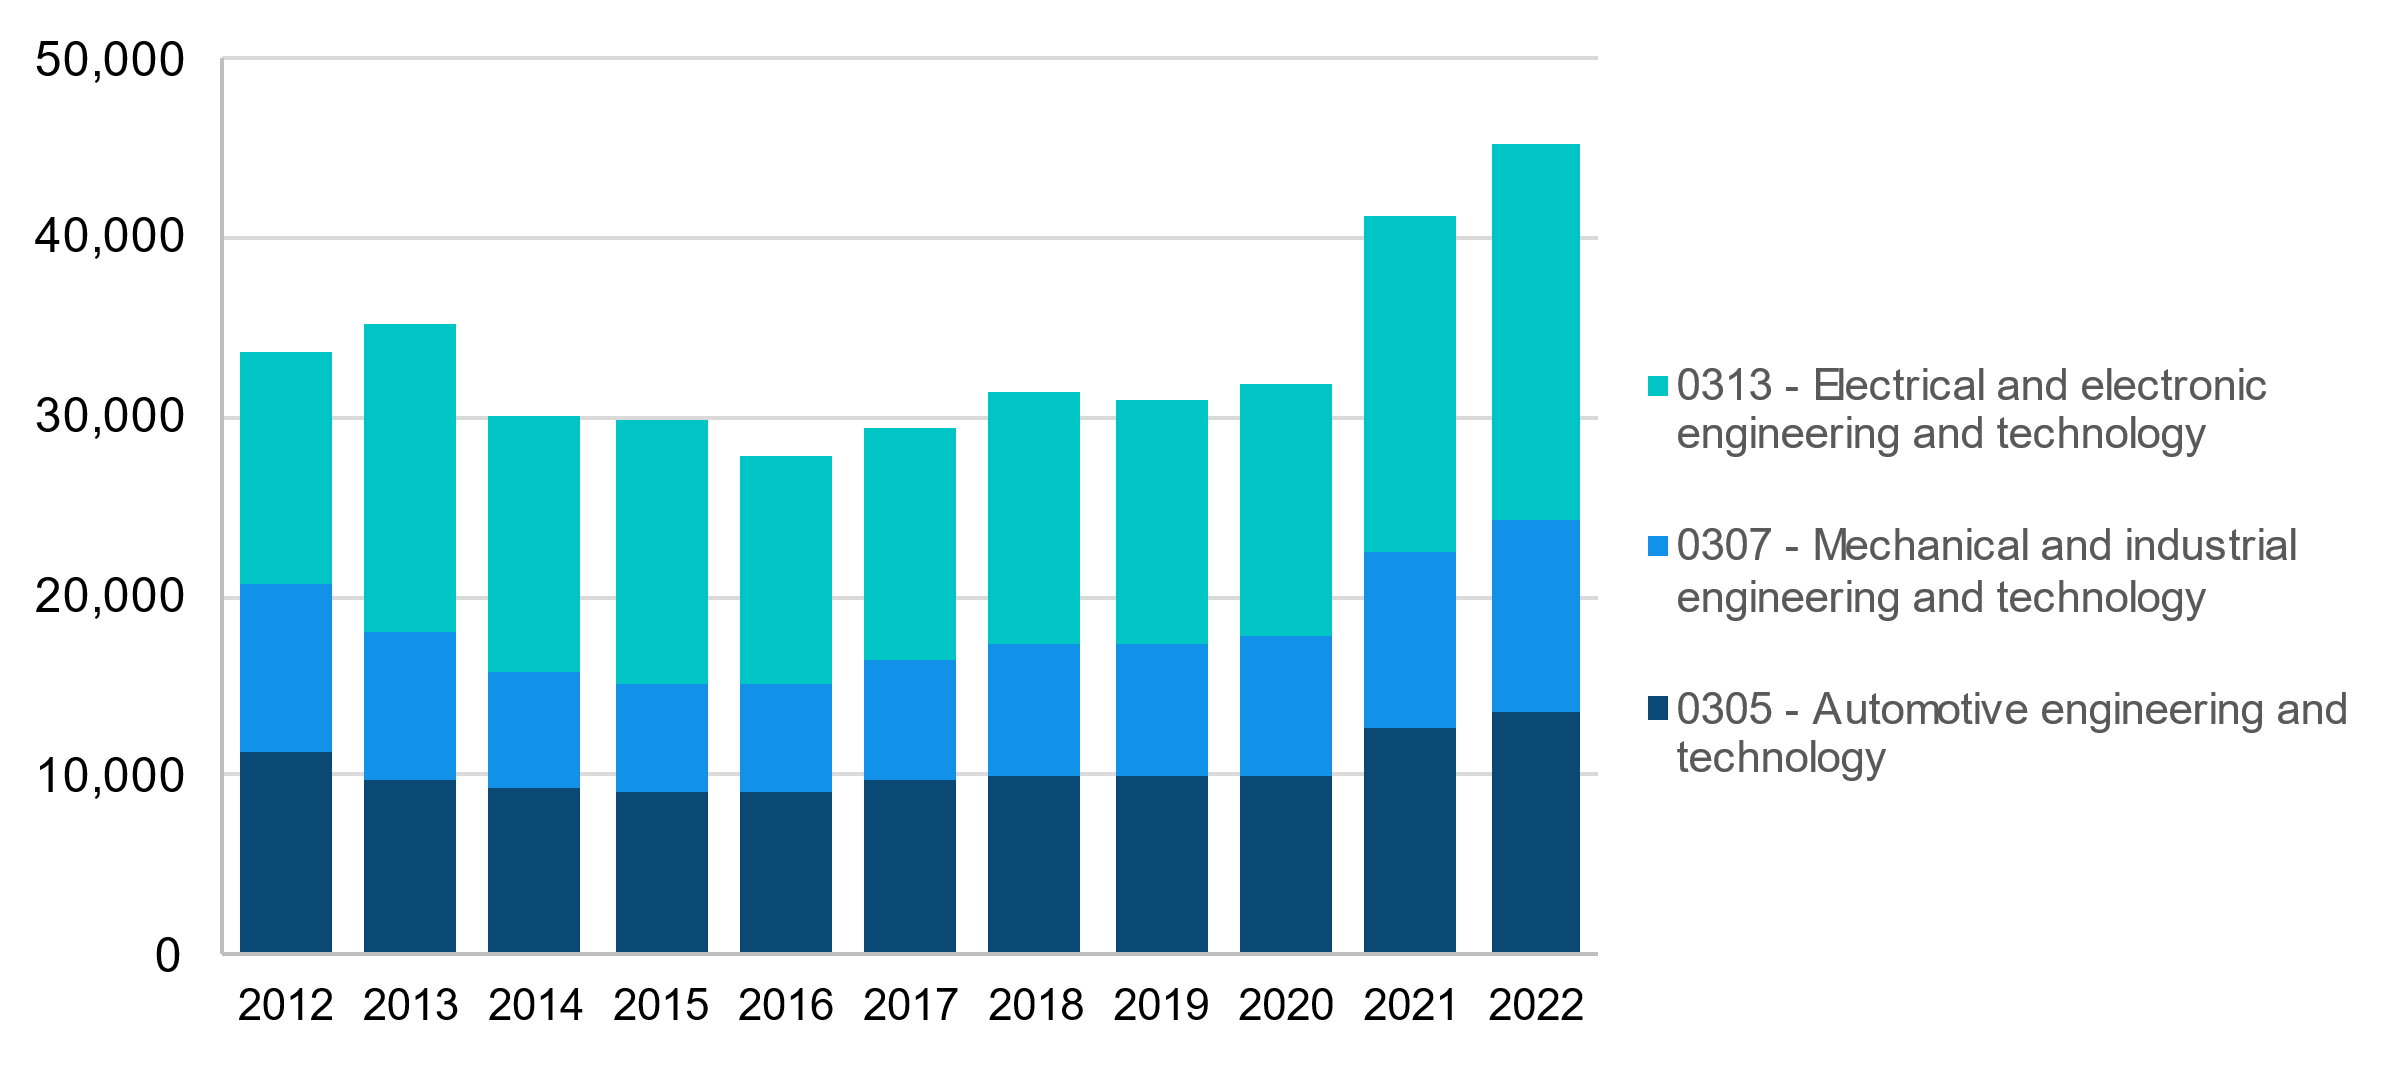 50,000
40,000
30,000
20,000
10,000
0
2012 2013 2014 2015 2016 2017 2018 2019 2020 2021 2022
0313 - Electrical and electronic
engineering and technology
0307 - Mechanical and industrial
engineering and technology
0305 - Automotive engineering and
technology